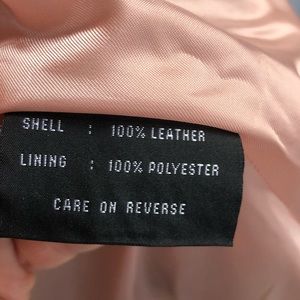 SHELL : 100% LEATHER
LINING : 100% POLYESTER
CARE ON REVERSE